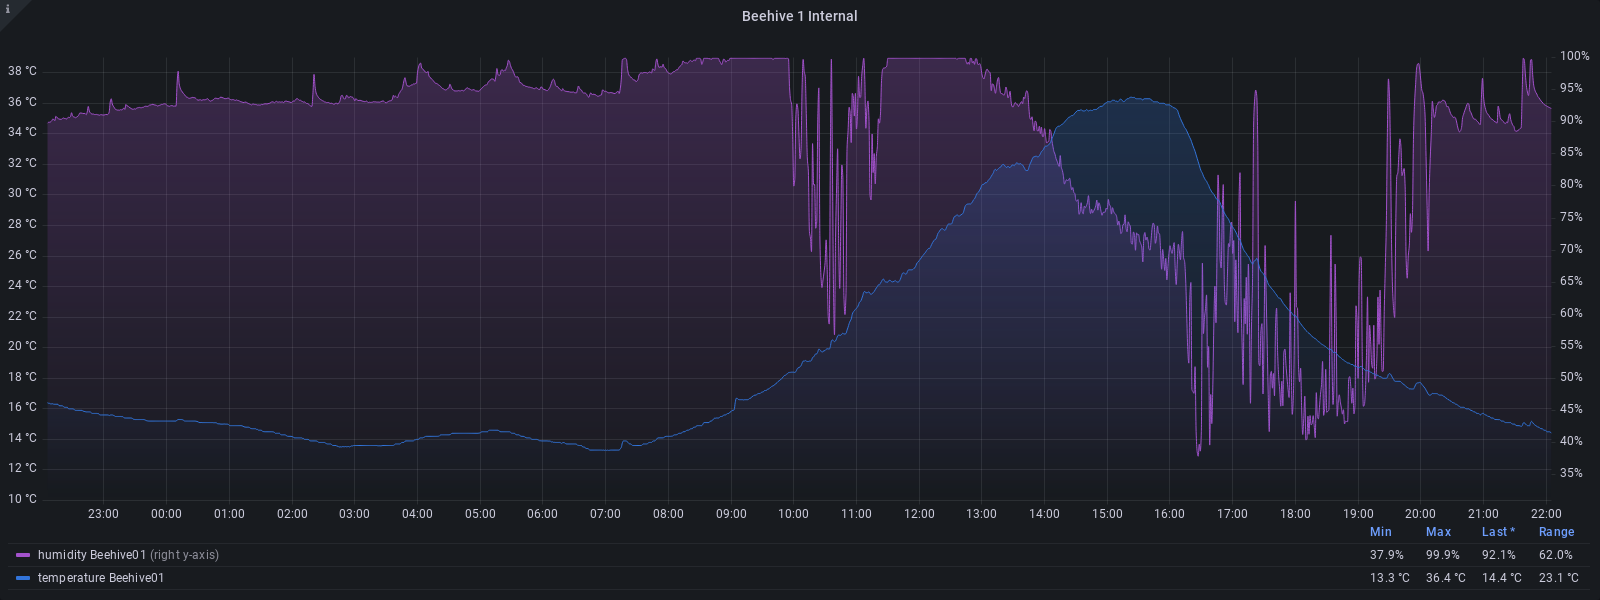 i
Beehive 1 Internal
38 °C
36 °C
34 °C
32 °C
30 °C
28 °C
26 °C
24 °C
22 °C
20 °C
18 °C
16 °C
14 °C
12 °C
10 °C
100%
95%
90%
85%
80%
75%
70%
65%
60%
55%
50%
45%
40%
35%
23:00 00:00 01:00 02:00 03:00 04:00 05:00 06:00 07:00 08:00 09:00 10:00 11:00 12:00 13:00 14:00 15:00 16:00 17:00 18:00 19:00 20:00 21:00 22:00
Min Max Last * Range
humidity Beehive01 (right y-axis) 37.9% 99.9% 92.1% 62.0%
temperature Beehive01 13.3 °C 36.4 °C 14.4 °C 23.1 °C